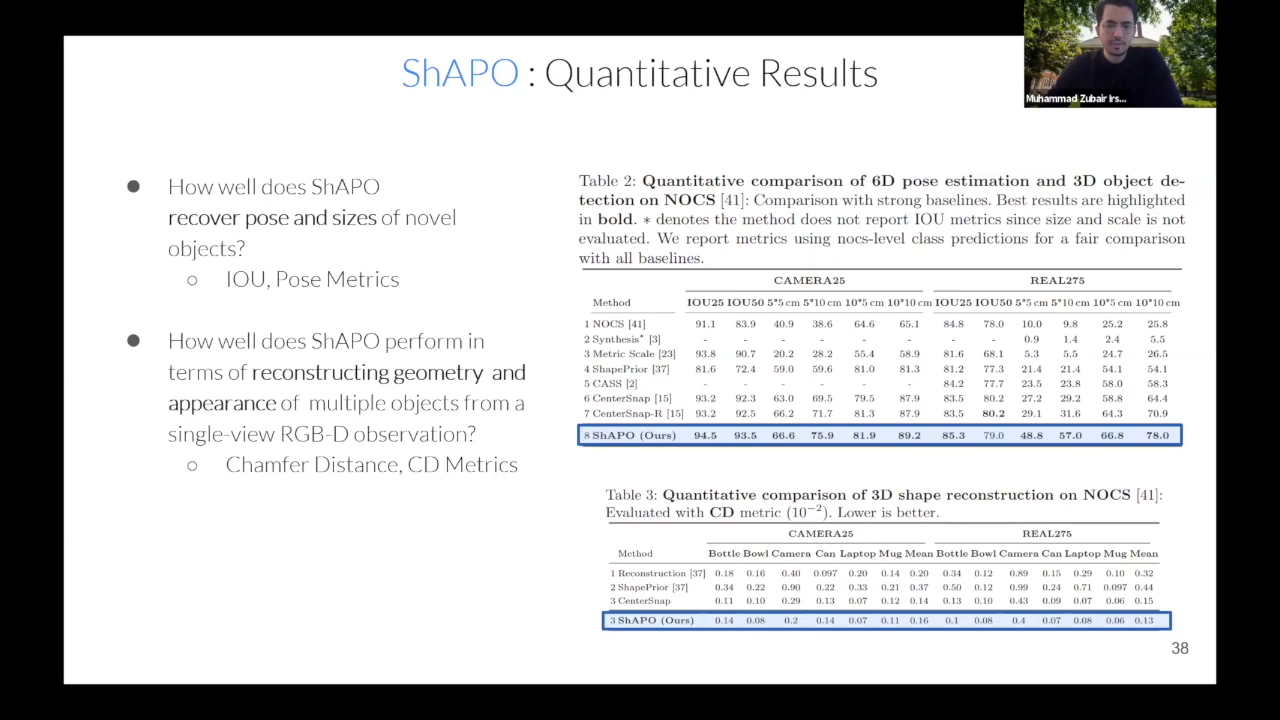 ShAPO : Quantitative Results
Muhammad Zubair Irs...
● How well does ShAPO
recover pose and sizes of novel
objects?
○ IOU, Pose Metrics
● How well does ShAPO perform in
terms of reconstructing geometry and
appearance of multiple objects from a
single-view RGB-D observation?
○ Chamfer Distance, CD Metrics
Table 2: Quantitative comparison of 6D pose estimation and 3D object de-
tection on NOCS [41]: Comparison with strong baselines. Best results are highlighted
in bold. * denotes the method does not report IOU metrics since size and scale is not
evaluated. We report metrics using nocs-level class predictions for a fair comparison
with all baselines.
CAMERA25 REAL275
Method IOU25 IOU50 5°5 cm 5°10 cm 10°5 cm 10°10 cm IOU25 IOU50 5°5 cm 5°10 cm 10°5 cm 10°10 cm
1 NOCS [41] 91.1 83.9 40.9 38.6 64.6 65.1 84.8 78.0 10.0 9.8 25.2 25.8
2 Synthesis* [3] - - - - - - - - 0.9 1.4 2.4 5.5
3 Metric Scale [23] 93.8 90.7 20.2 28.2 55.4 58.9 81.6 68.1 5.3 5.5 24.7 26.5
4 ShapePrior [37] 81.6 72.4 59.0 59.6 81.0 81.3 81.2 77.3 21.4 21.4 54.1 54.1
5 CASS [2] - - - - - - 84.2 77.7 23.5 23.8 58.0 58.3
6 CenterSnap [15] 93.2 92.3 63.0 69.5 79.5 87.9 83.5 80.2 27.2 29.2 58.8 64.4
7 CenterSnap-R [15] 93.2 92.5 66.2 71.7 81.3 87.9 83.5 80.2 29.1 31.6 64.3 70.9
8 ShAPO (Ours) 94.5 93.5 66.6 75.9 81.9 89.2 85.3 79.0 48.8 57.0 66.8 78.0
Table 3: Quantitative comparison of 3D shape reconstruction on NOCS [41]:
Evaluated with CD metric (10⁻²). Lower is better.
CAMERA25 REAL275
Method Bottle Bowl Camera Can Laptop Mug Mean Bottle Bowl Camera Can Laptop Mug Mean
1 Reconstruction [37] 0.18 0.16 0.40 0.097 0.20 0.14 0.20 0.34 0.12 0.89 0.15 0.29 0.10 0.32
2 ShapePrior [37] 0.34 0.22 0.90 0.22 0.33 0.21 0.37 0.50 0.12 0.99 0.24 0.71 0.097 0.44
3 CenterSnap 0.11 0.10 0.29 0.13 0.07 0.12 0.14 0.13 0.10 0.43 0.09 0.07 0.06 0.15
3 ShAPO (Ours) 0.14 0.08 0.2 0.14 0.07 0.11 0.16 0.1 0.08 0.4 0.07 0.08 0.06 0.13
38